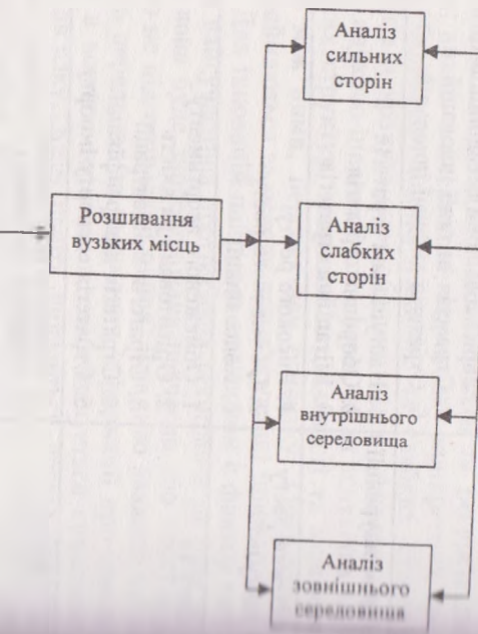 Аналіз
сильних
сторін
Розшивання
вузьких місць
Аналіз
слабких
сторін
Аналіз
внутрішнього
середовища
Аналіз
зовнішнього
середовища